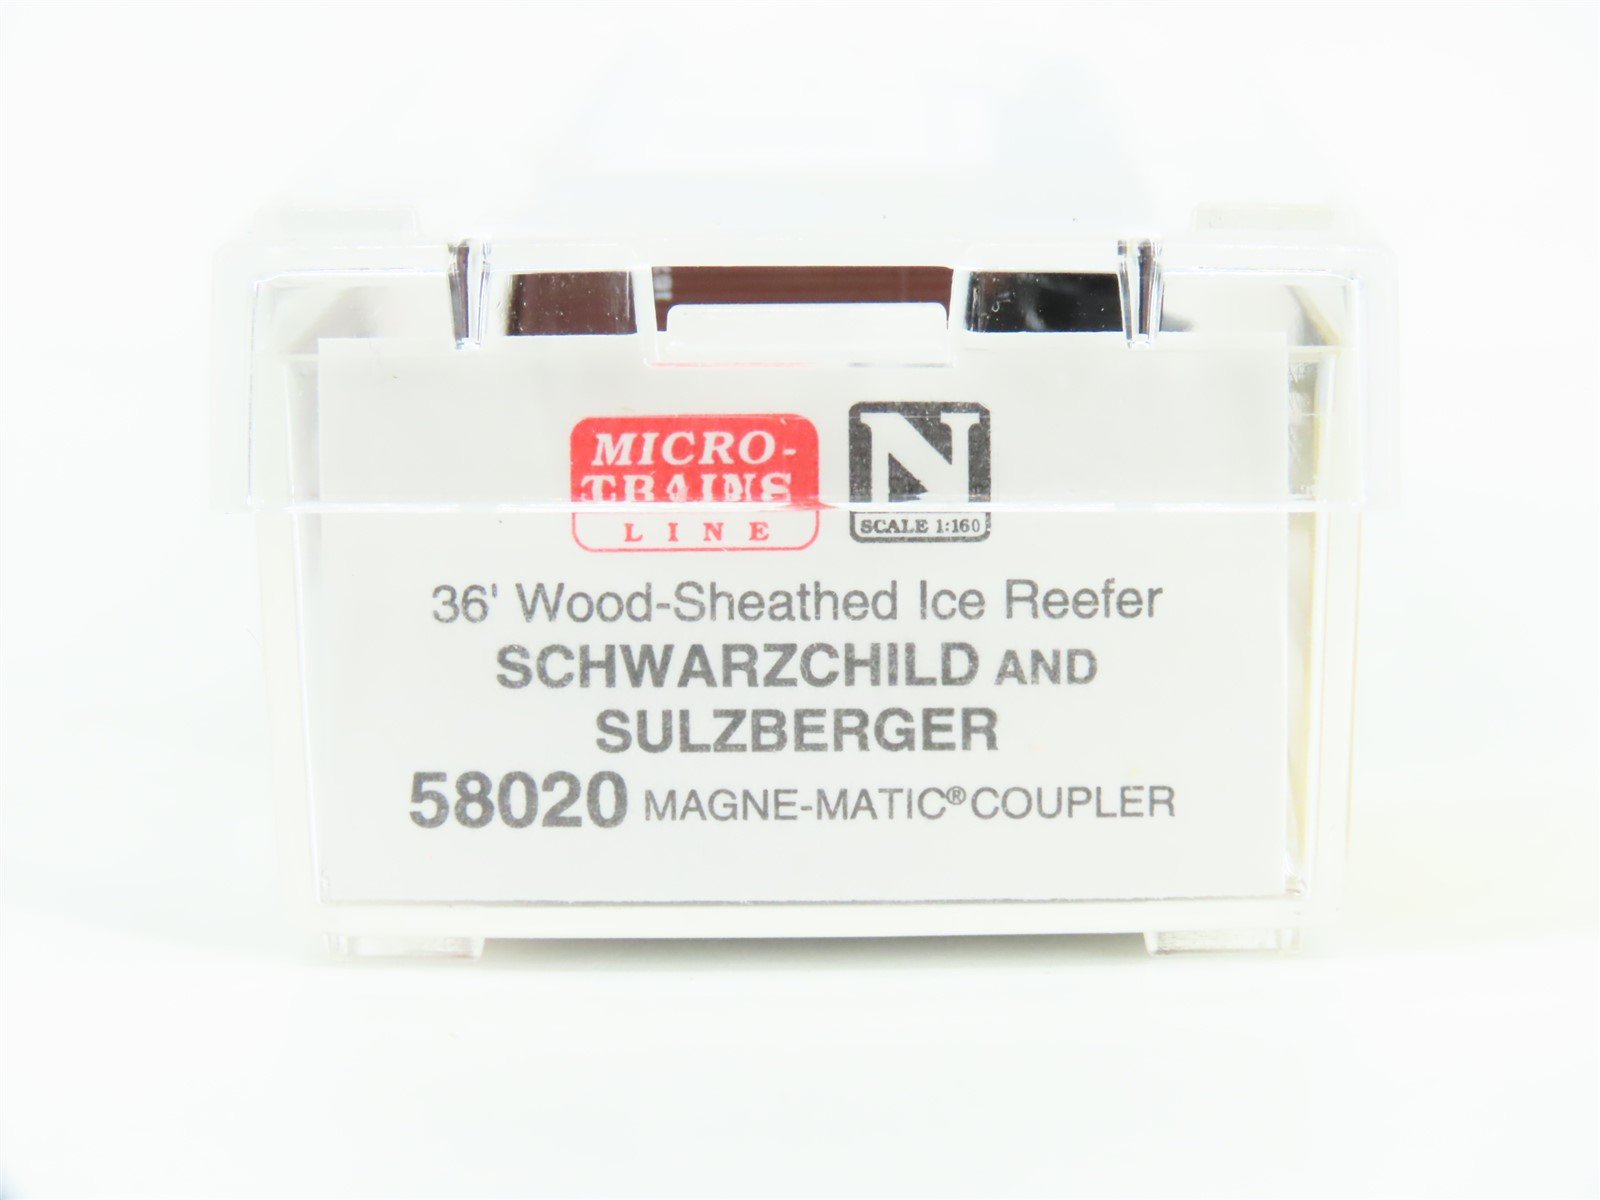 MICRO-
TRAINS
LINE
N
SCALE 1:160
36' Wood-Sheathed Ice Reefer
SCHWARZCHILD AND
SULZBERGER
58020 MAGNE-MATIC® COUPLER